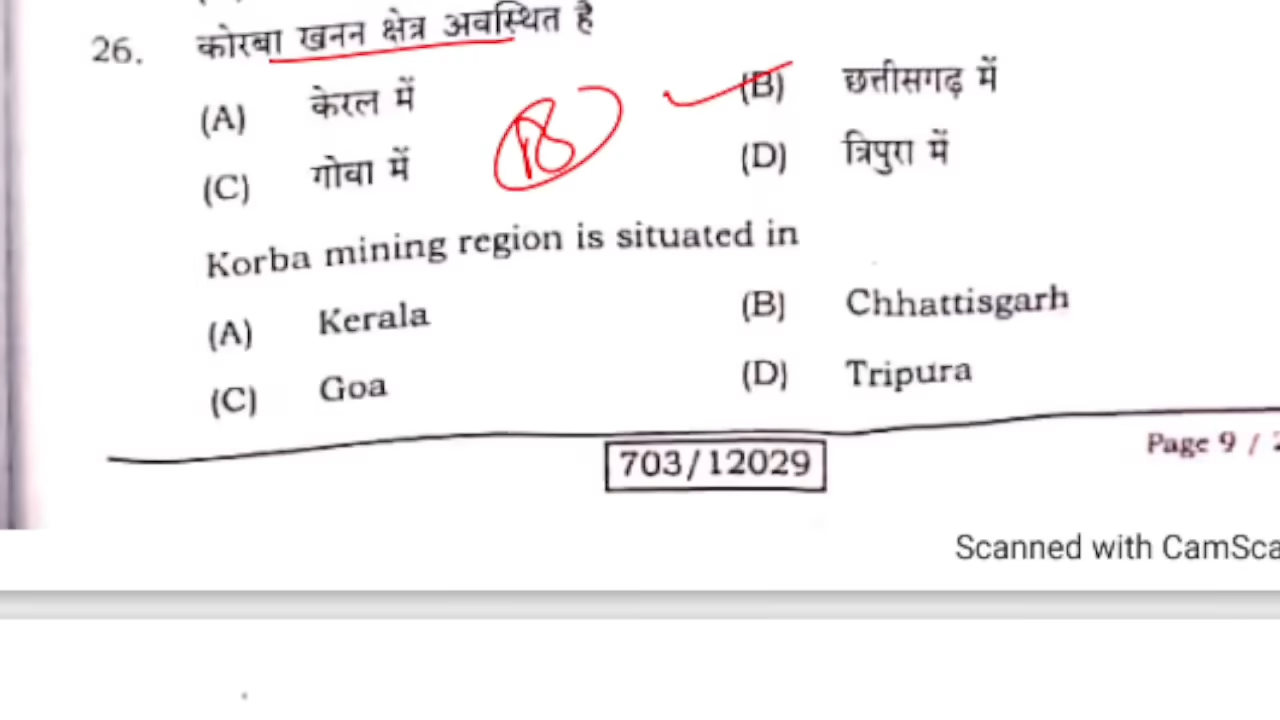 26. कोरबा खनन क्षेत्र अवस्थित है
(A) केरल में (B) छत्तीसगढ़ में
(C) गोवा में (D) त्रिपुरा में
Korba mining region is situated in
(A) Kerala (B) Chhattisgarh
(C) Goa (D) Tripura
703/12029
Page 9 /
Scanned with CamSca